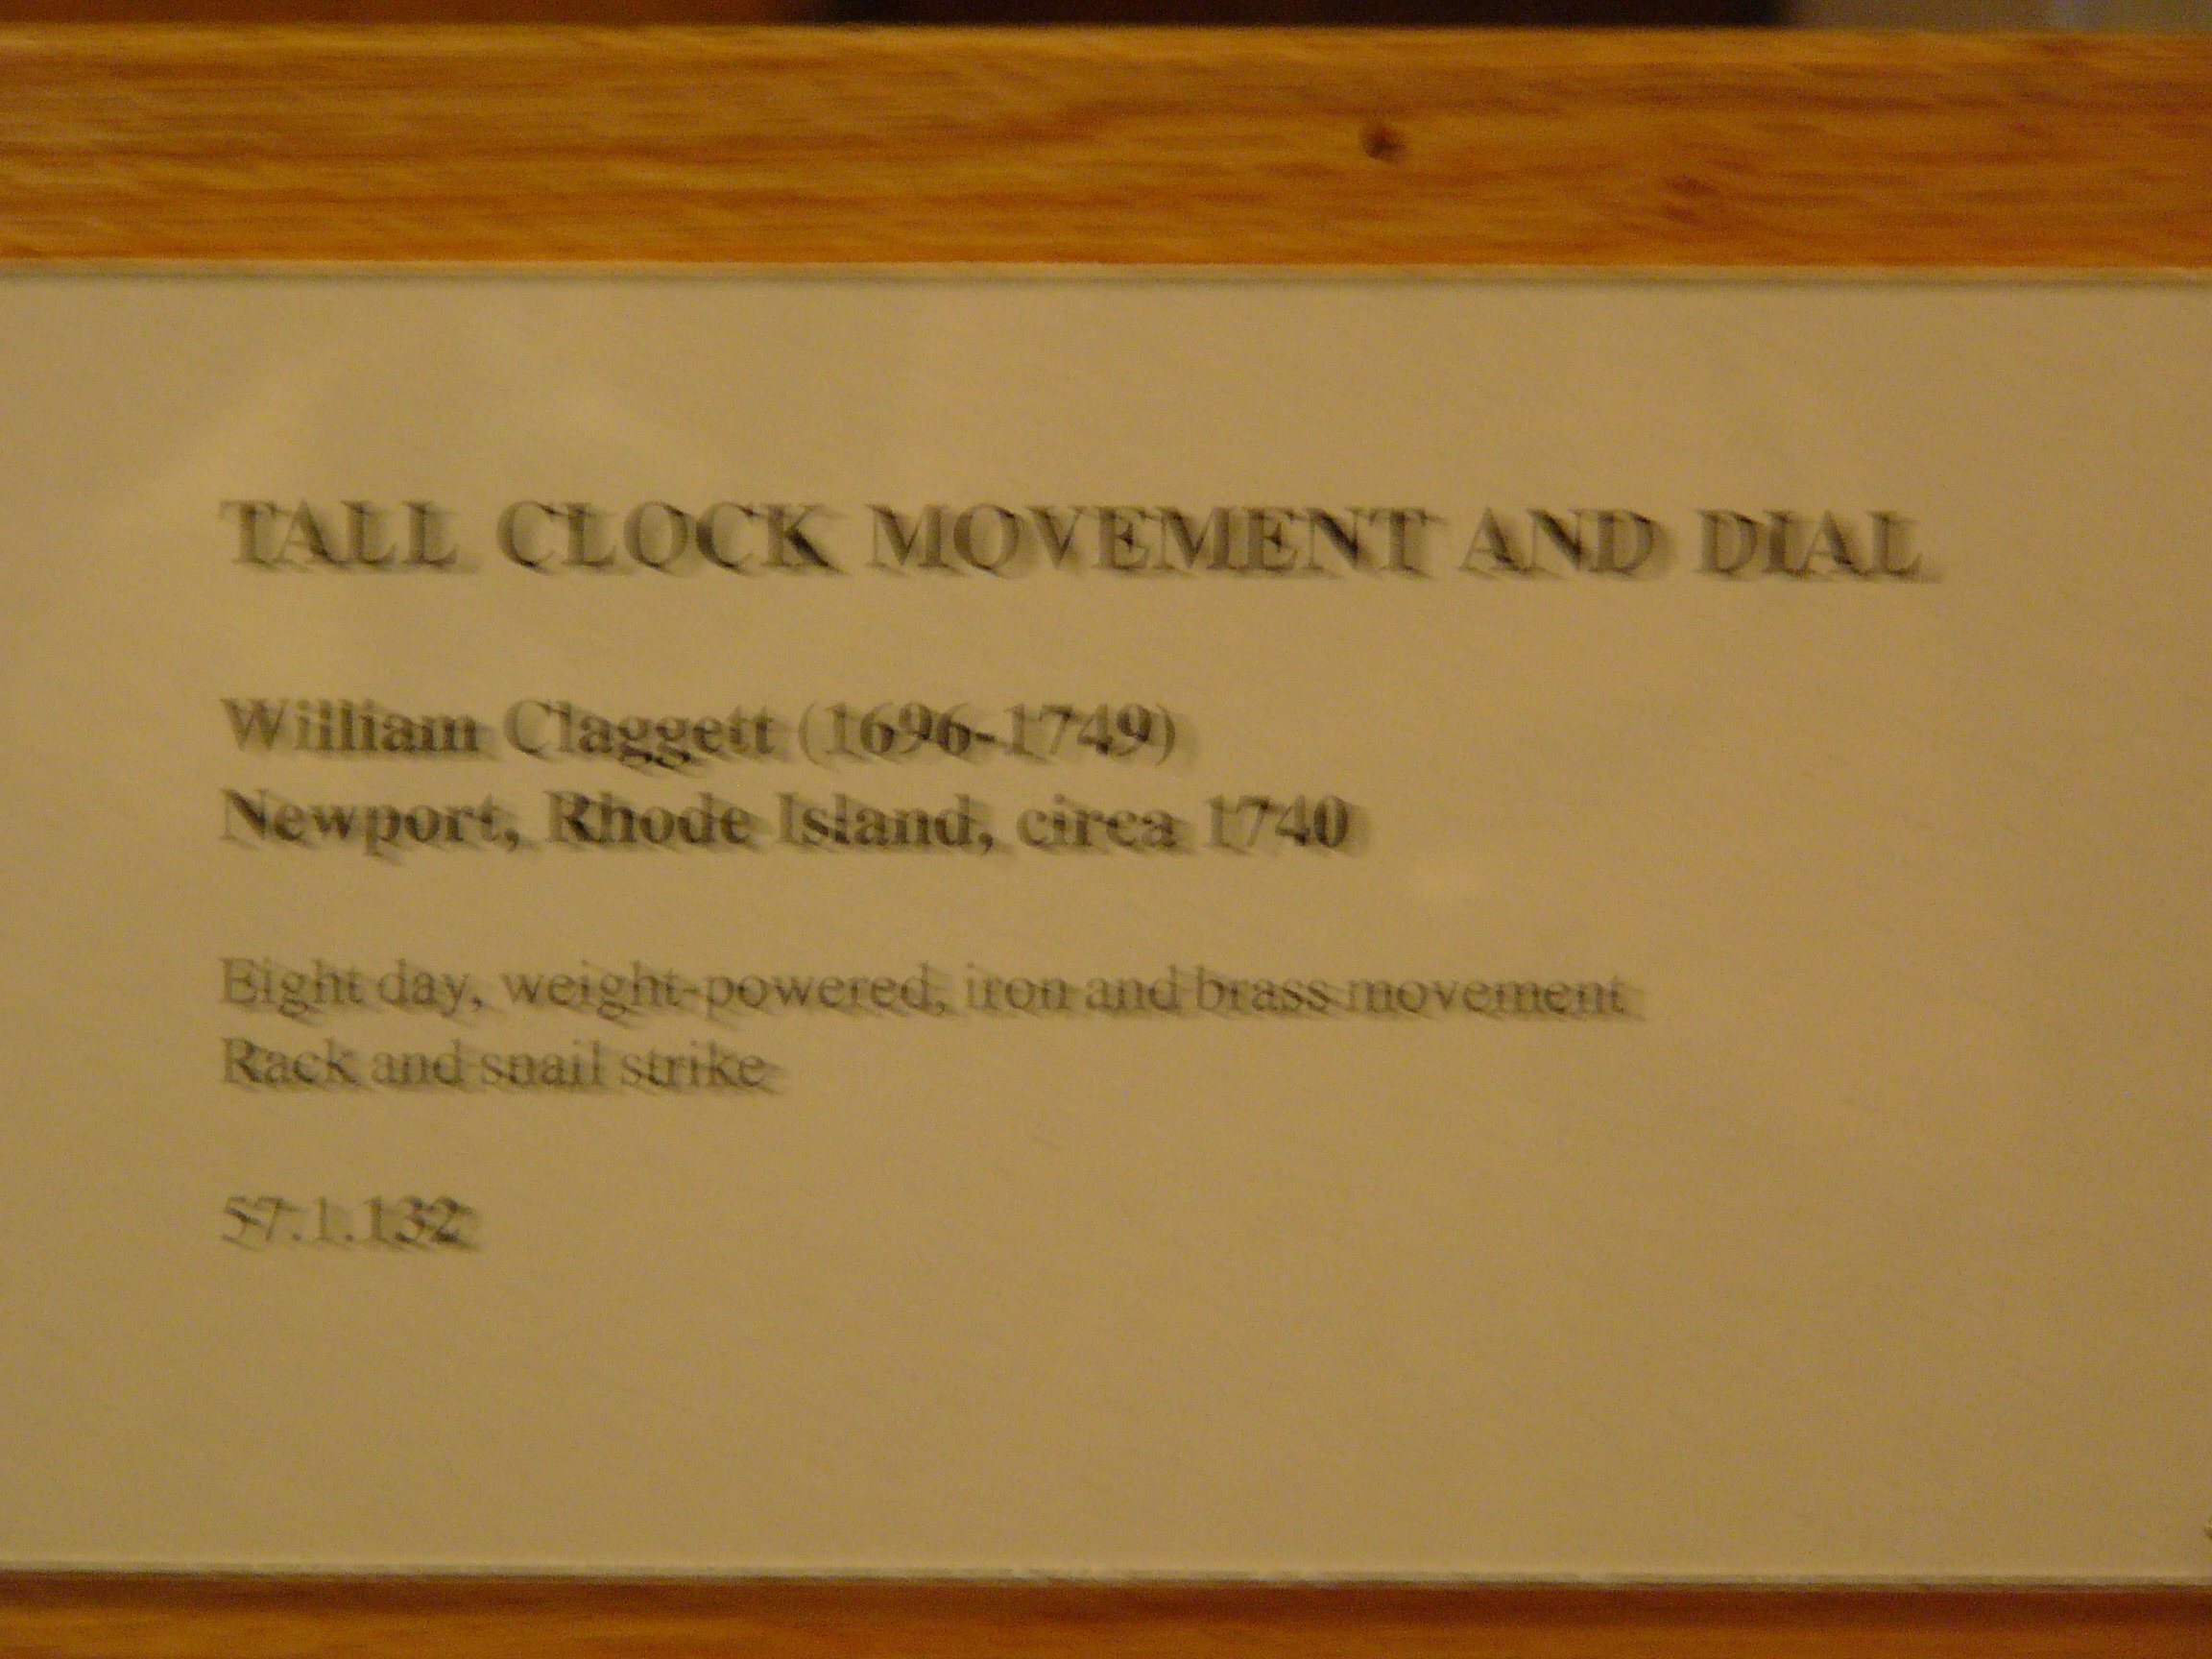 TALL CLOCK MOVEMENT AND DIAL
William Claggett (1696-1749)
Newport, Rhode Island, circa 1740
Eight day, weight-powered, iron and brass movement
Rack and snail strike
57.1.132